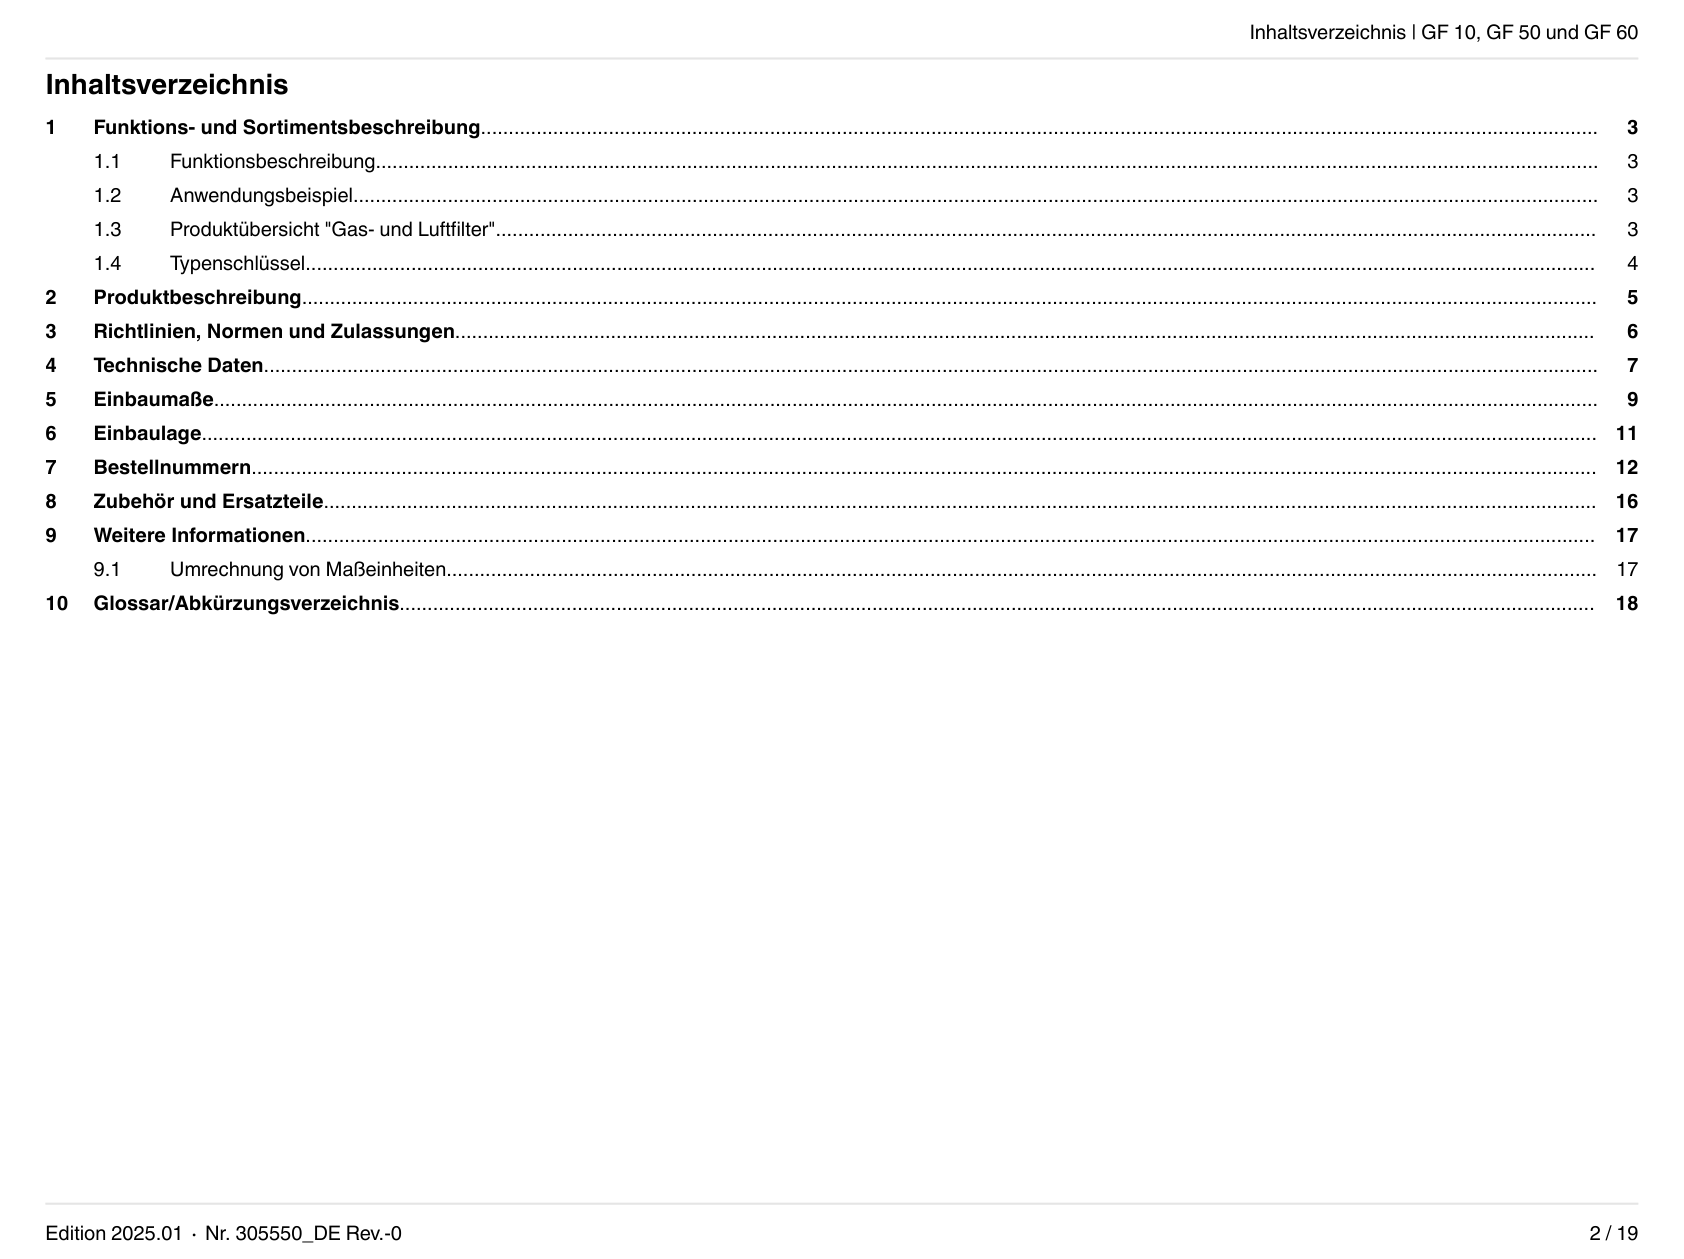 Inhaltsverzeichnis | GF 10, GF 50 und GF 60
Inhaltsverzeichnis
1 Funktions- und Sortimentsbeschreibung 3
1.1 Funktionsbeschreibung 3
1.2 Anwendungsbeispiel 3
1.3 Produktübersicht "Gas- und Luftfilter" 3
1.4 Typenschlüssel 4
2 Produktbeschreibung 5
3 Richtlinien, Normen und Zulassungen 6
4 Technische Daten 7
5 Einbaumaße 9
6 Einbaulage 11
7 Bestellnummern 12
8 Zubehör und Ersatzteile 16
9 Weitere Informationen 17
9.1 Umrechnung von Maßeinheiten 17
10 Glossar/Abkürzungsverzeichnis 18
Edition 2025.01 · Nr. 305550_DE Rev.-0 2 / 19